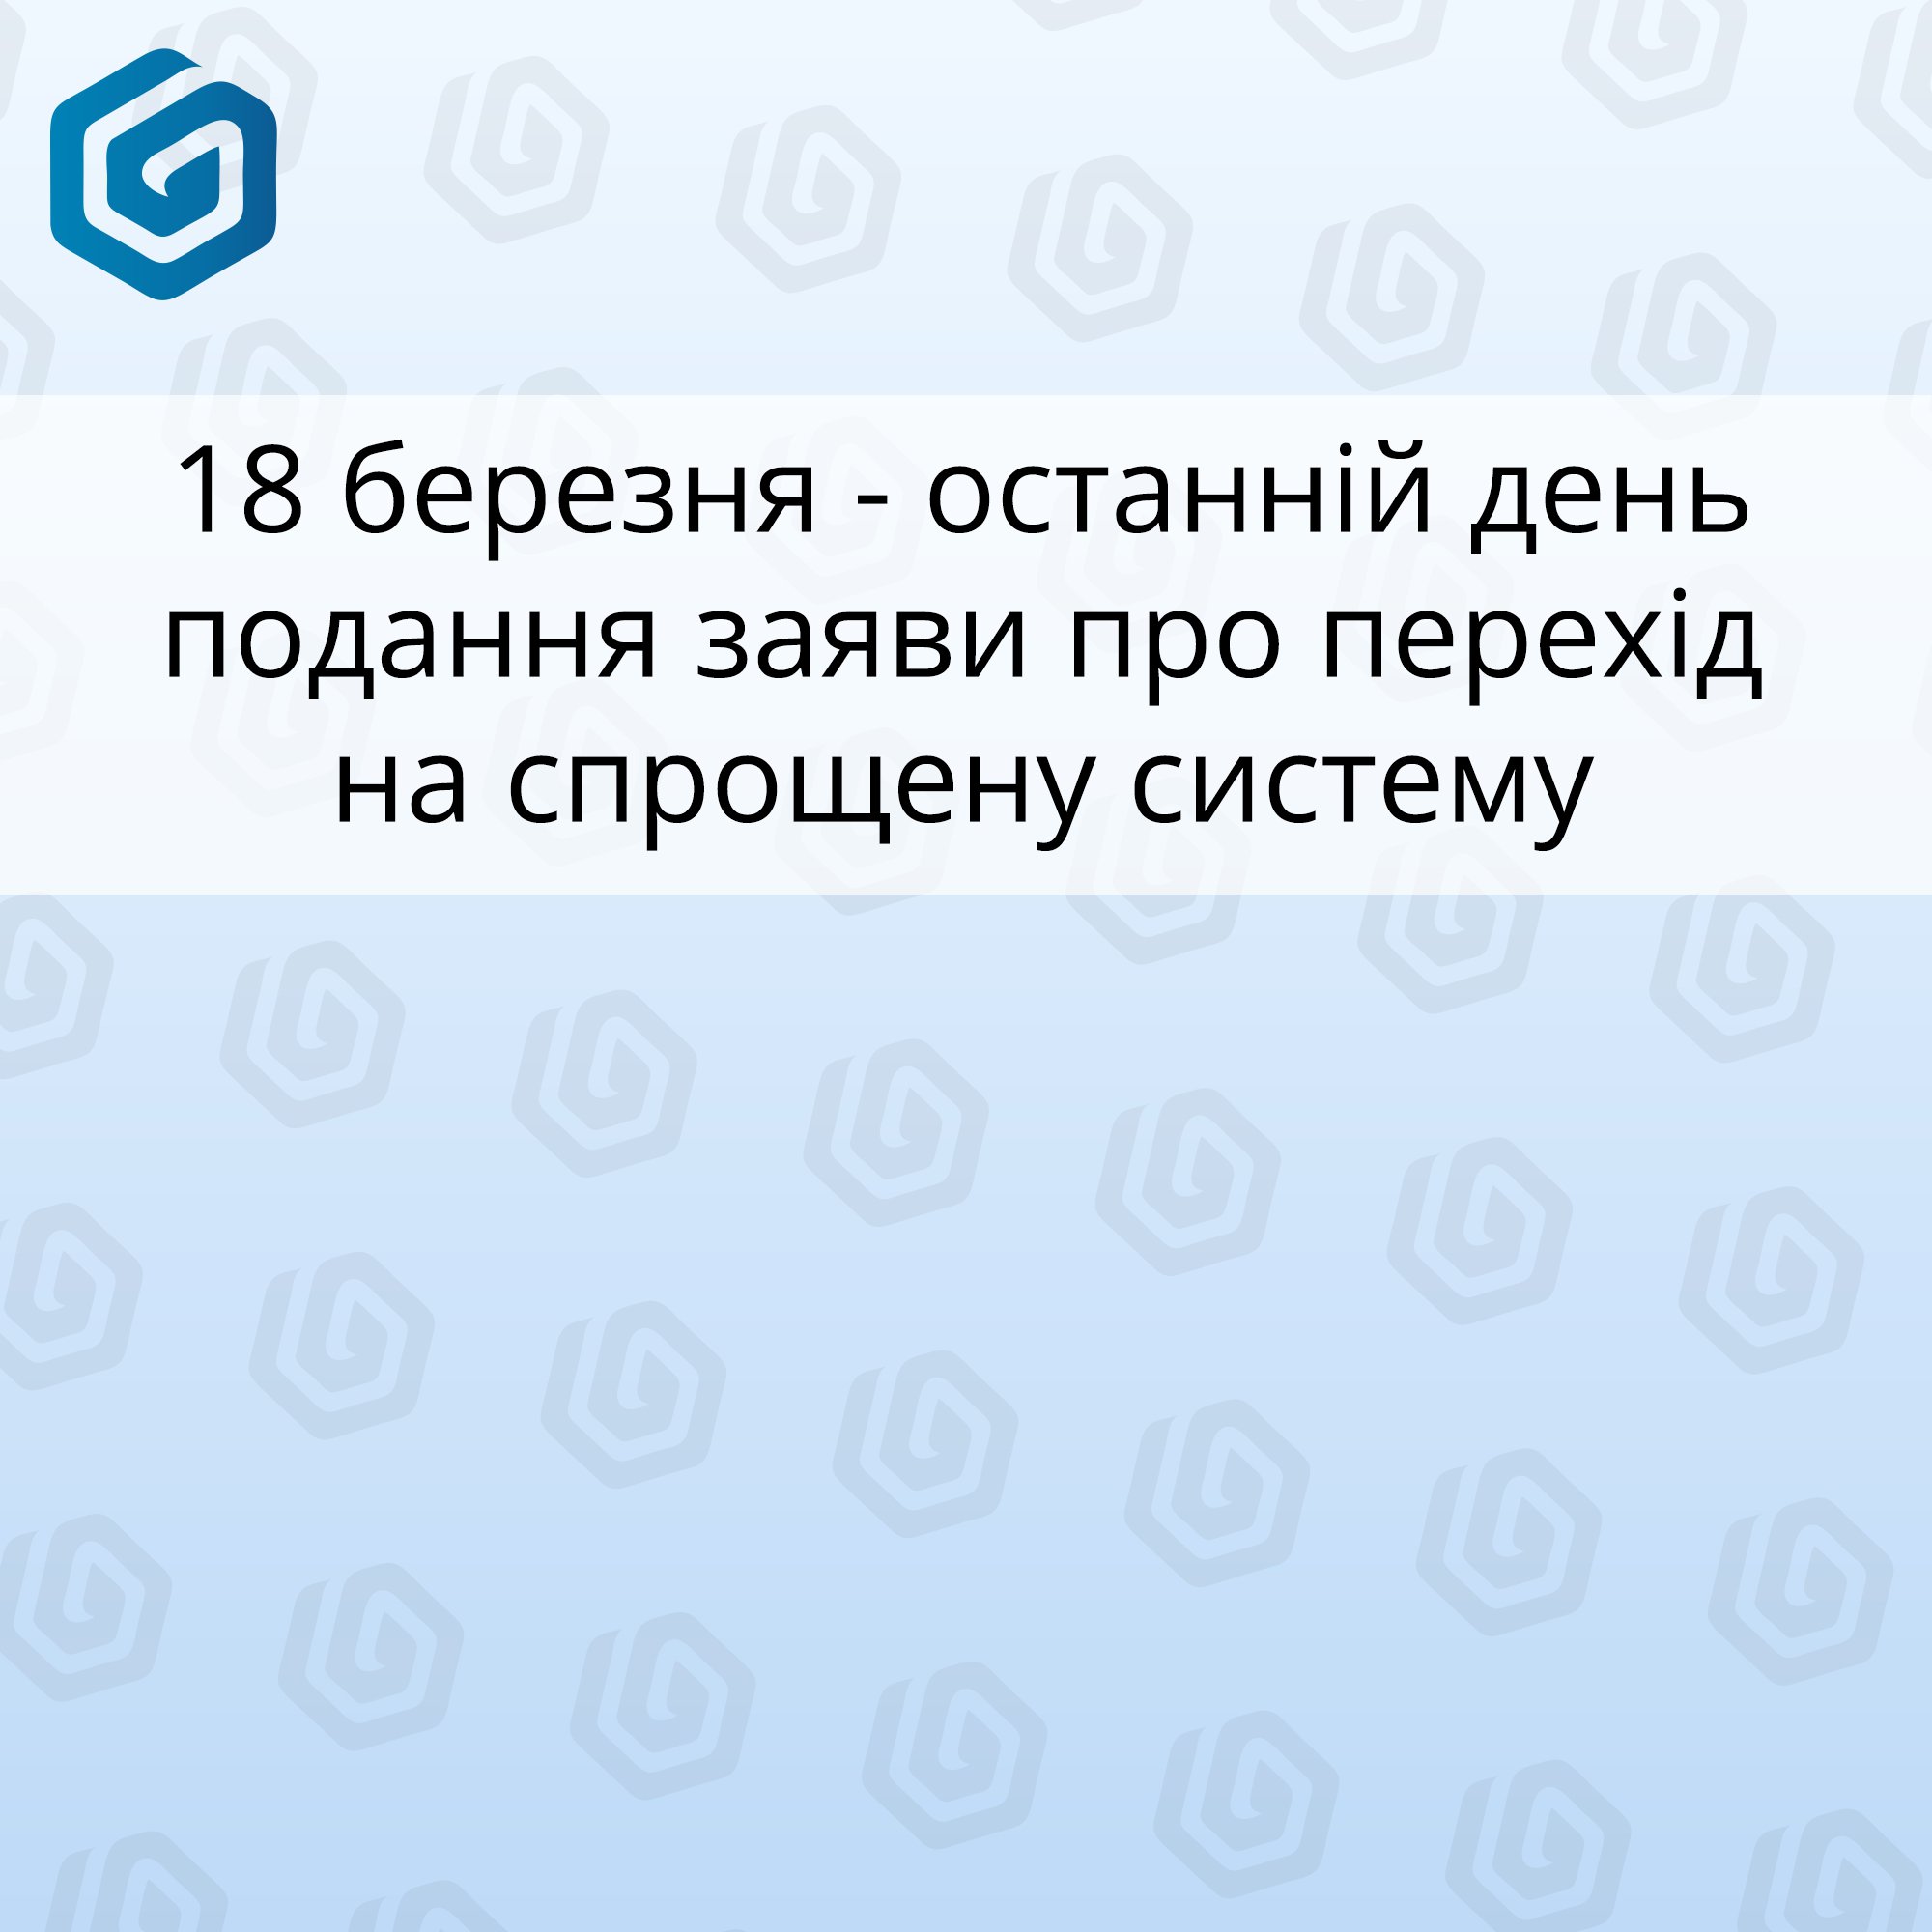 18 березня - останній день
подання заяви про перехід
на спрощену систему